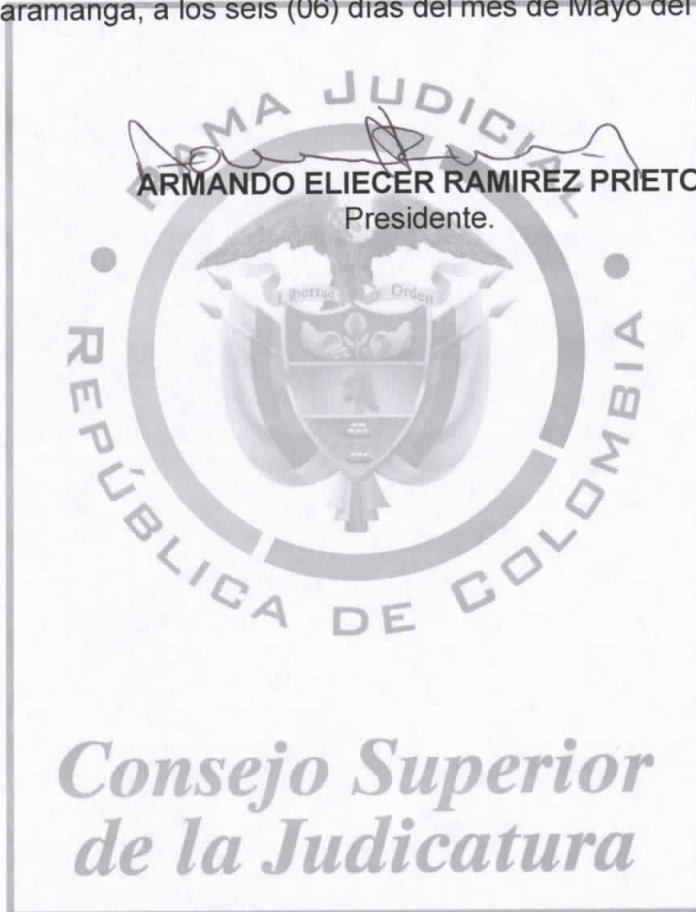 aramanga, a los seis (06) días del mes de Mayo del
RAMA JUDICIAL
ARMANDO ELIECER RAMIREZ PRIETO
Presidente.
Libertad y Orden
REPÚBLICA DE COLOMBIA
Consejo Superior
de la Judicatura